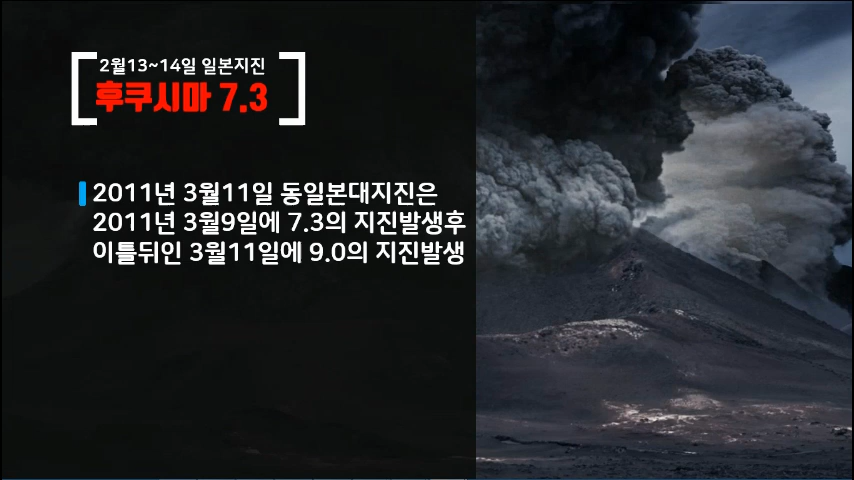 2월13~14일 일본지진
후쿠시마 7.3
2011년 3월11일 동일본대지진은
2011년 3월9일에 7.3의 지진발생후
이틀뒤인 3월11일에 9.0의 지진발생